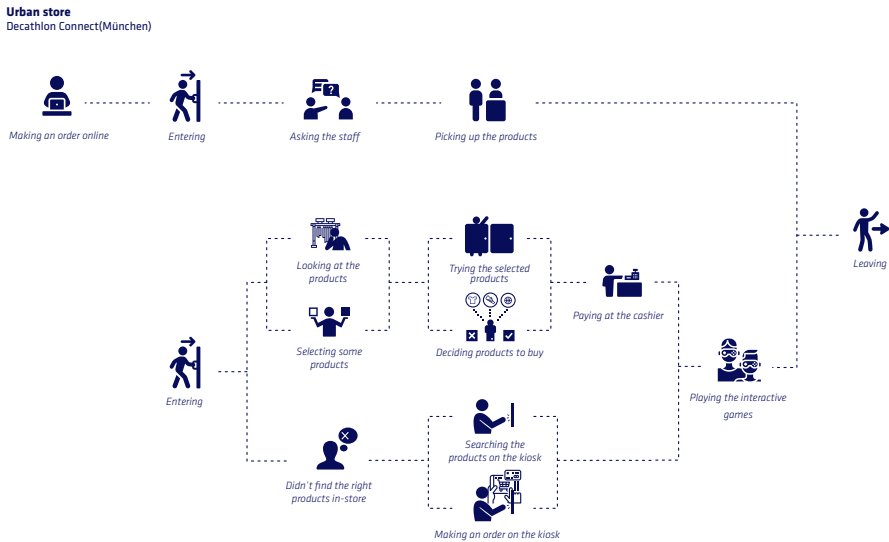 Urban store
Decathlon Connect(München)
Making an order online
Entering
Asking the staff
?
Picking up the products
Leaving
Looking at the
products
Trying the selected
products
Selecting some
products
Deciding products to buy
Paying at the cashier
Entering
Playing the interactive
games
Didn't find the right
products in-store
Searching the
products on the kiosk
Making an order on the kiosk